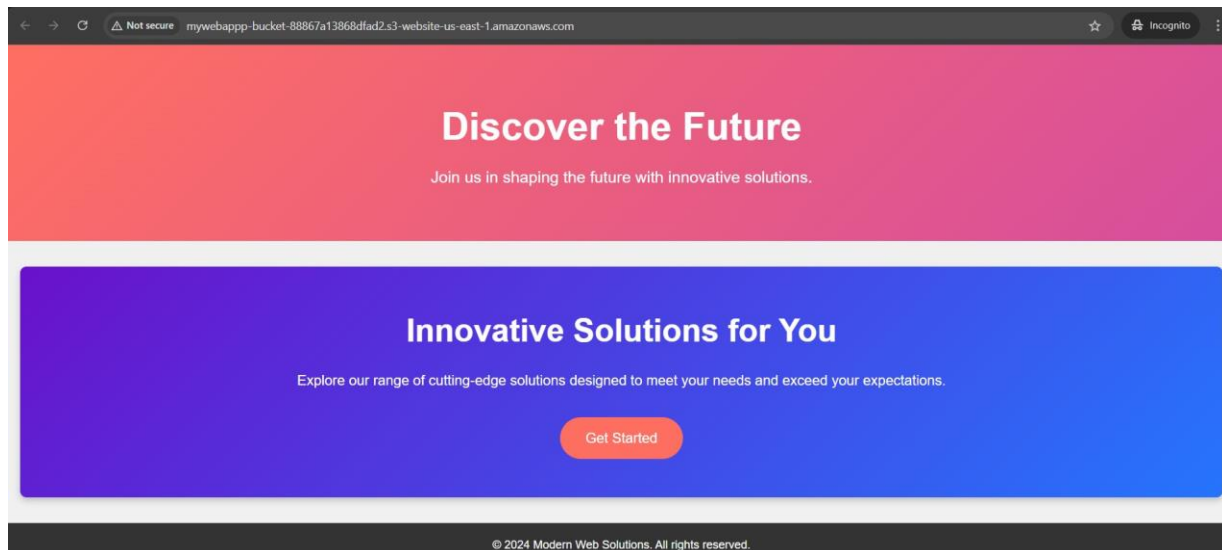 Not secure mywebappp-bucket-88867a13868dfad2.s3-website-us-east-1.amazonaws.com Incognito
Discover the Future
Join us in shaping the future with innovative solutions.
Innovative Solutions for You
Explore our range of cutting-edge solutions designed to meet your needs and exceed your expectations.
Get Started
© 2024 Modern Web Solutions. All rights reserved.